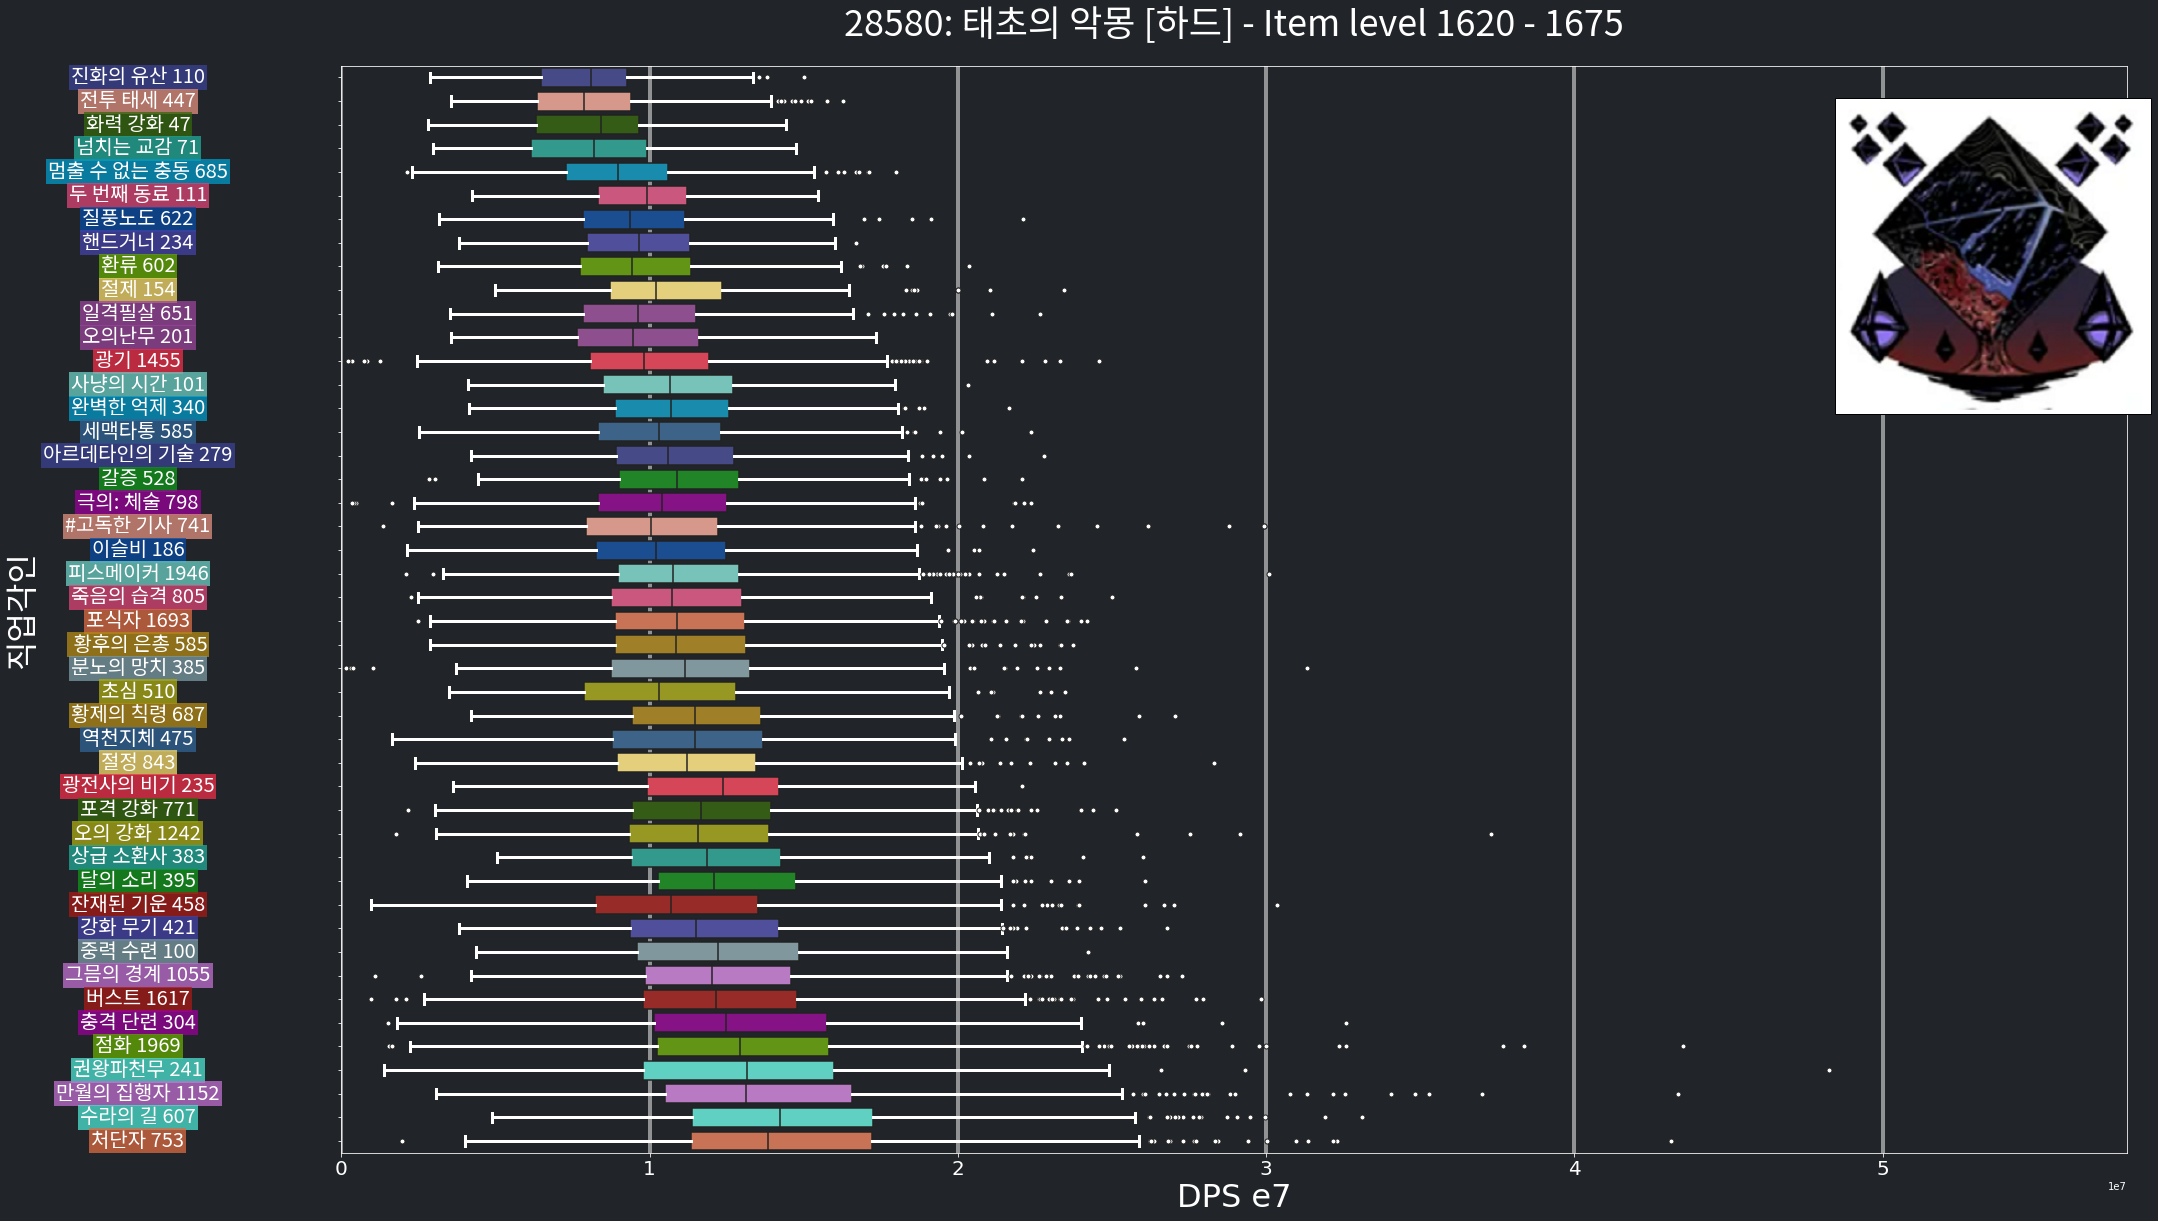 28580: 태초의 악몽 [하드] - Item level 1620 - 1675
진화의 유산 110
전투 태세 447
화력 강화 47
넘치는 교감 71
멈출 수 없는 충동 685
두 번째 동료 111
질풍노도 622
핸드거너 234
환류 602
절제 154
일격필살 651
오의난무 201
광기 1455
사냥의 시간 101
완벽한 억제 340
세맥타통 585
아르데타인의 기술 279
갈증 528
극의: 체술 798
#고독한 기사 741
이슬비 186
피스메이커 1946
죽음의 습격 805
포식자 1693
황후의 은총 585
분노의 망치 385
초심 510
황제의 칙령 687
역천지체 475
절정 843
광전사의 비기 235
포격 강화 771
오의 강화 1242
상급 소환사 383
달의 소리 395
잔재된 기운 458
강화 무기 421
중력 수련 100
그믐의 경계 1055
버스트 1617
충격 단련 304
점화 1969
권왕파천무 241
만월의 집행자 1152
수라의 길 607
처단자 753
직업각인
0 1 2 3 4 5
DPS e7
1e7